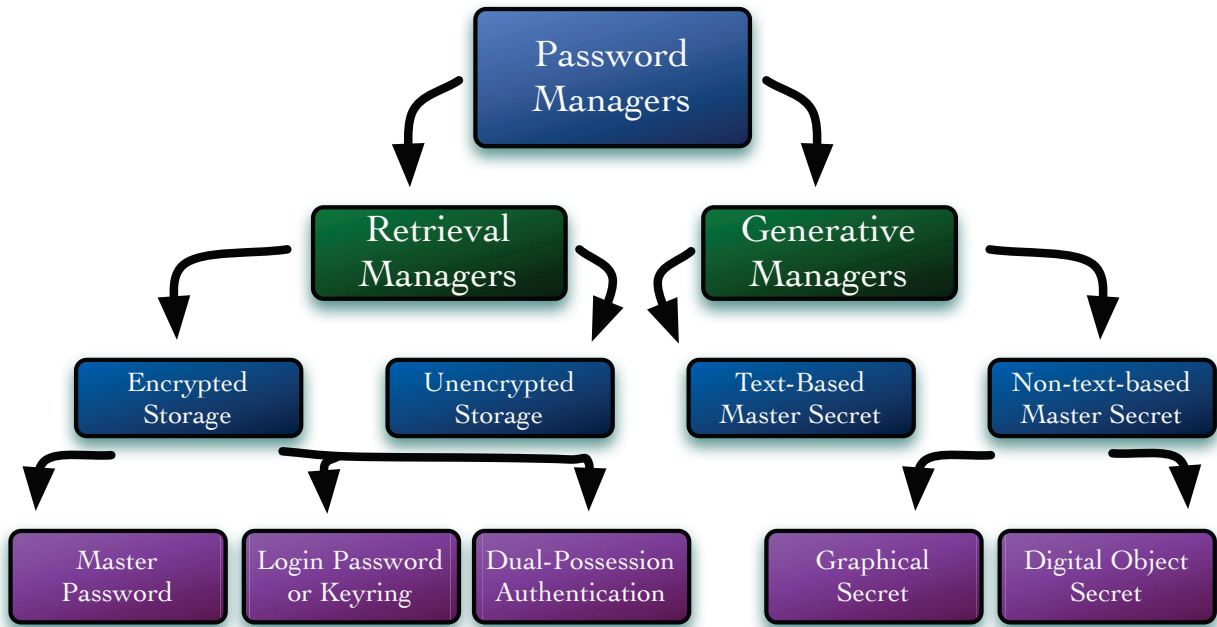 Password
Managers
Retrieval
Managers
Generative
Managers
Encrypted
Storage
Unencrypted
Storage
Text-Based
Master Secret
Non-text-based
Master Secret
Master
Password
Login Password
or Keyring
Dual-Possession
Authentication
Graphical
Secret
Digital Object
Secret